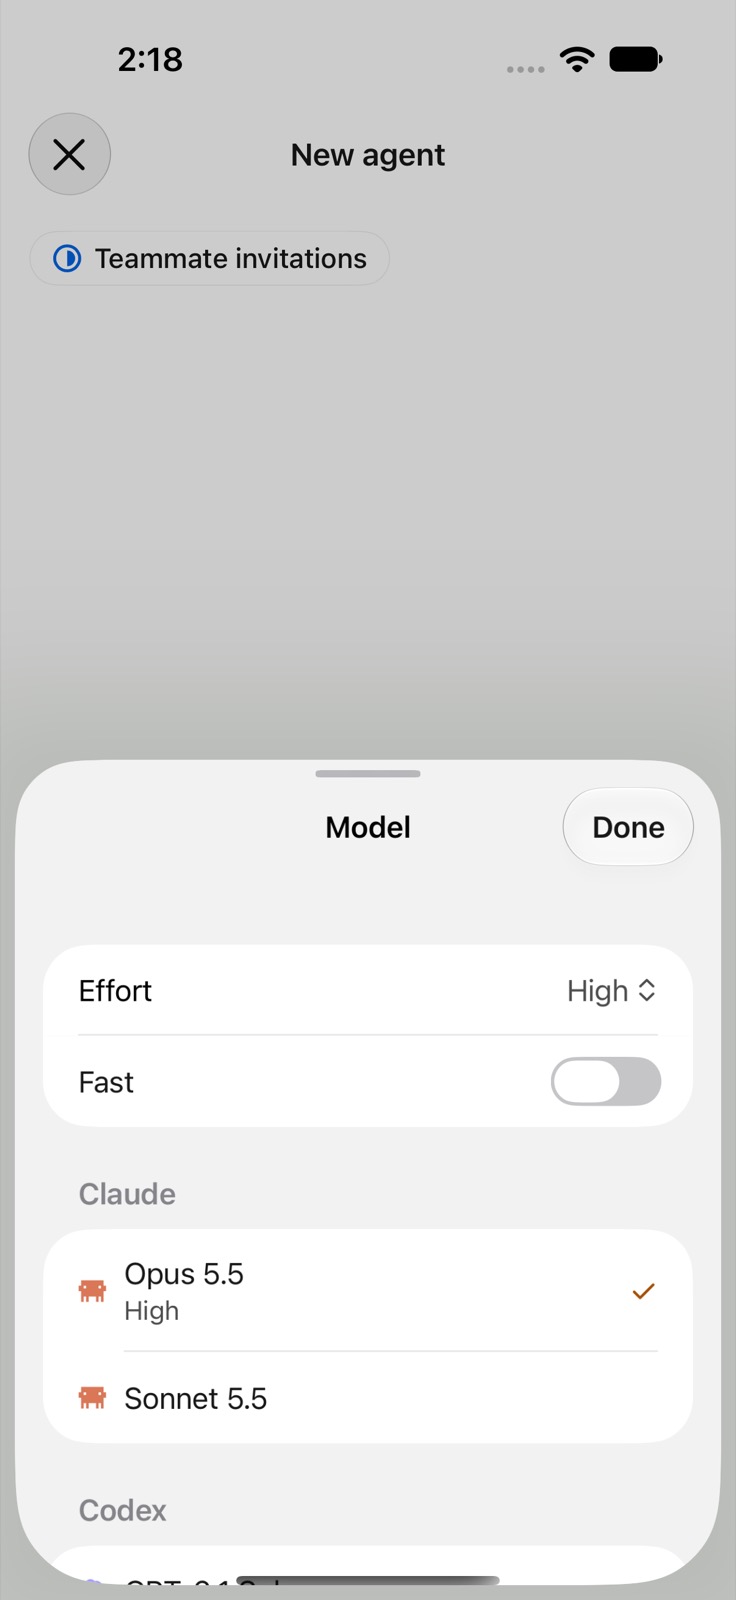 2:18
New agent
Teammate invitations
Model
Done
Effort
High
Fast
Claude
Opus 5.5
High
Sonnet 5.5
Codex